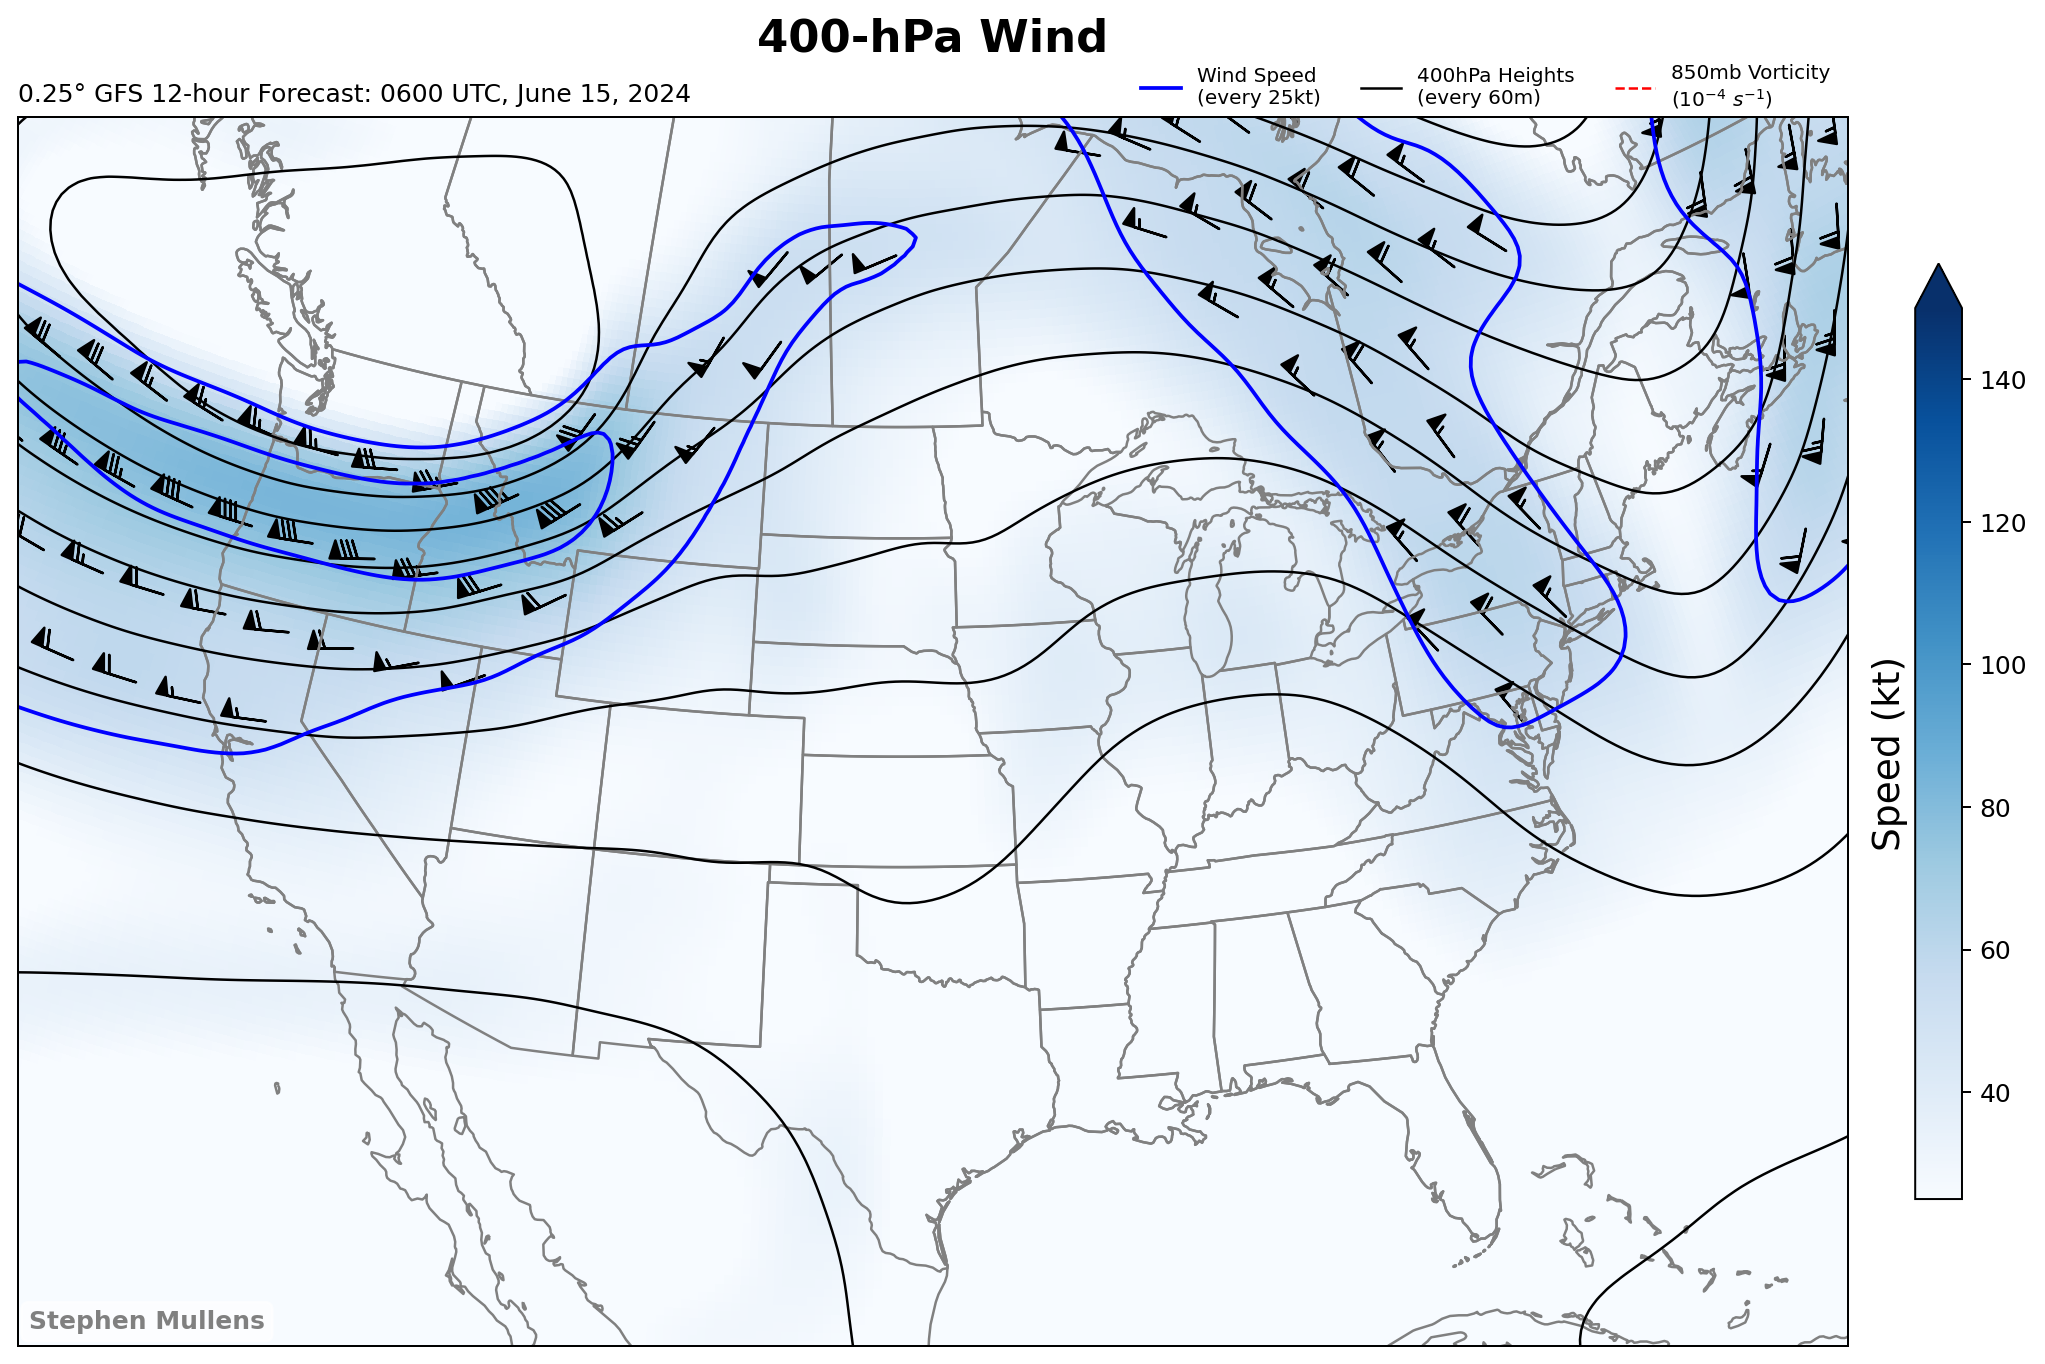 400-hPa Wind
0.25° GFS 12-hour Forecast: 0600 UTC, June 15, 2024
Wind Speed
(every 25kt)
400hPa Heights
(every 60m)
850mb Vorticity
(10⁻⁴ s⁻¹)
140
120
100
80
60
40
Speed (kt)
Stephen Mullens